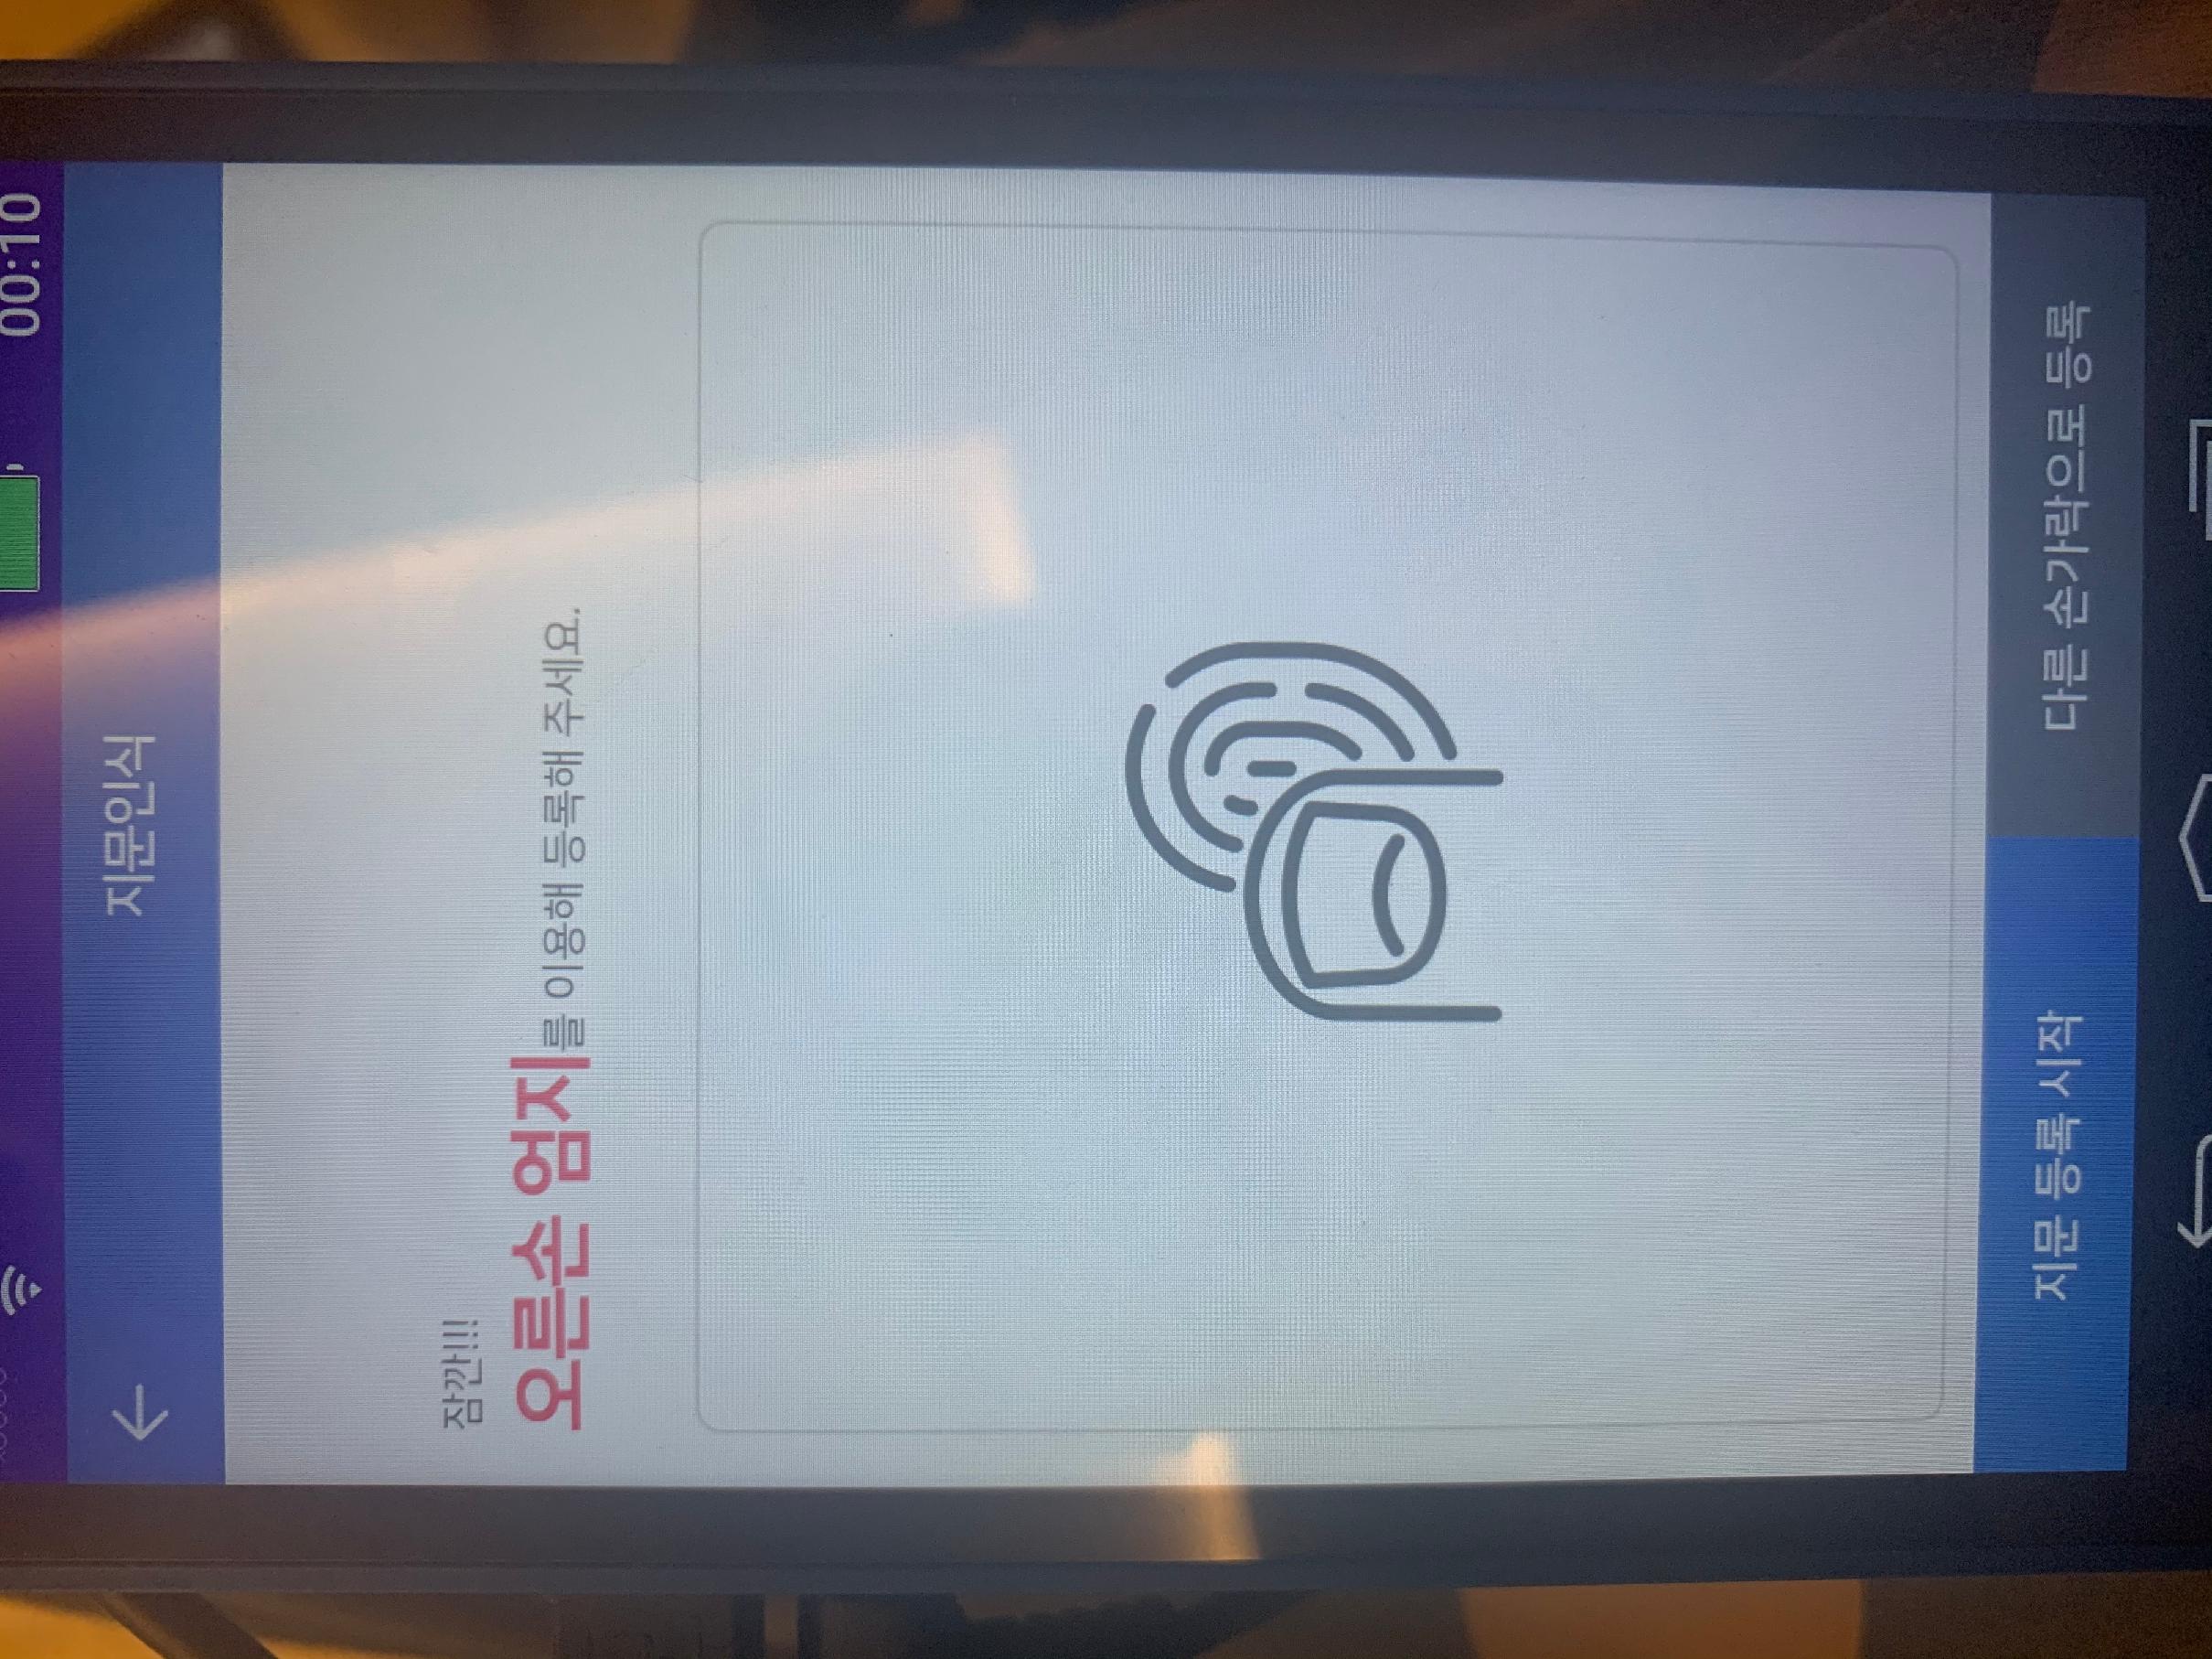 00:10
지문인식
잠깐!!!
오른손 엄지를 이용해 등록해 주세요.
지문 등록 시작
다른 손가락으로 등록